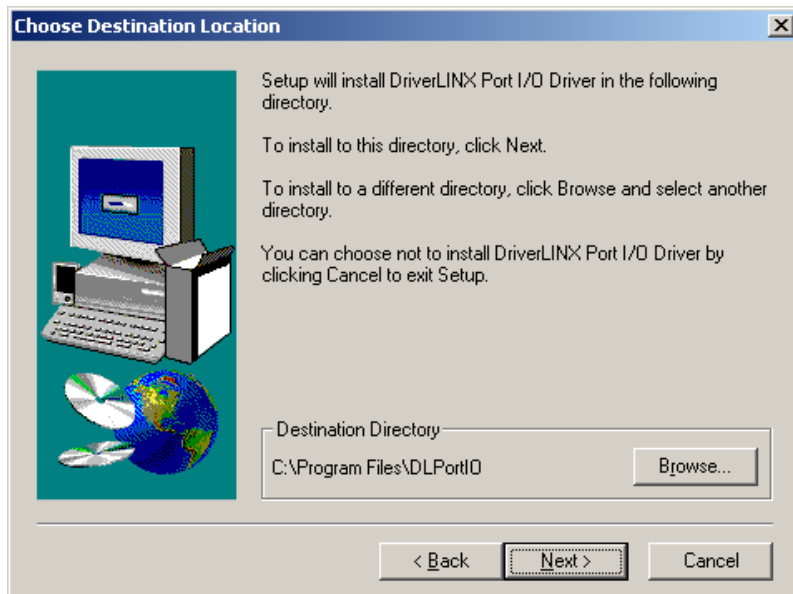 Choose Destination Location
Setup will install DriverLINX Port I/O Driver in the following
directory.
To install to this directory, click Next.
To install to a different directory, click Browse and select another
directory.
You can choose not to install DriverLINX Port I/O Driver by
clicking Cancel to exit Setup.
Destination Directory
C:\Program Files\DLPortIO
Browse...
< Back
Next >
Cancel